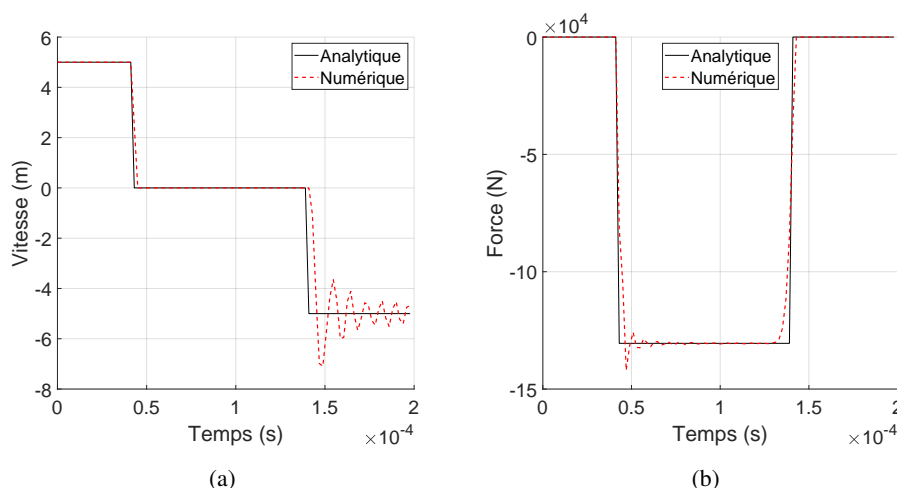 6
4
2
0
-2
-4
-6
-8
Vitesse (m)
0
0.5
1
1.5
2
Temps (s)
×10-4
Analytique
Numérique
(a)
×104
0
-5
-10
-15
Force (N)
0
0.5
1
1.5
2
Temps (s)
×10-4
Analytique
Numérique
(b)